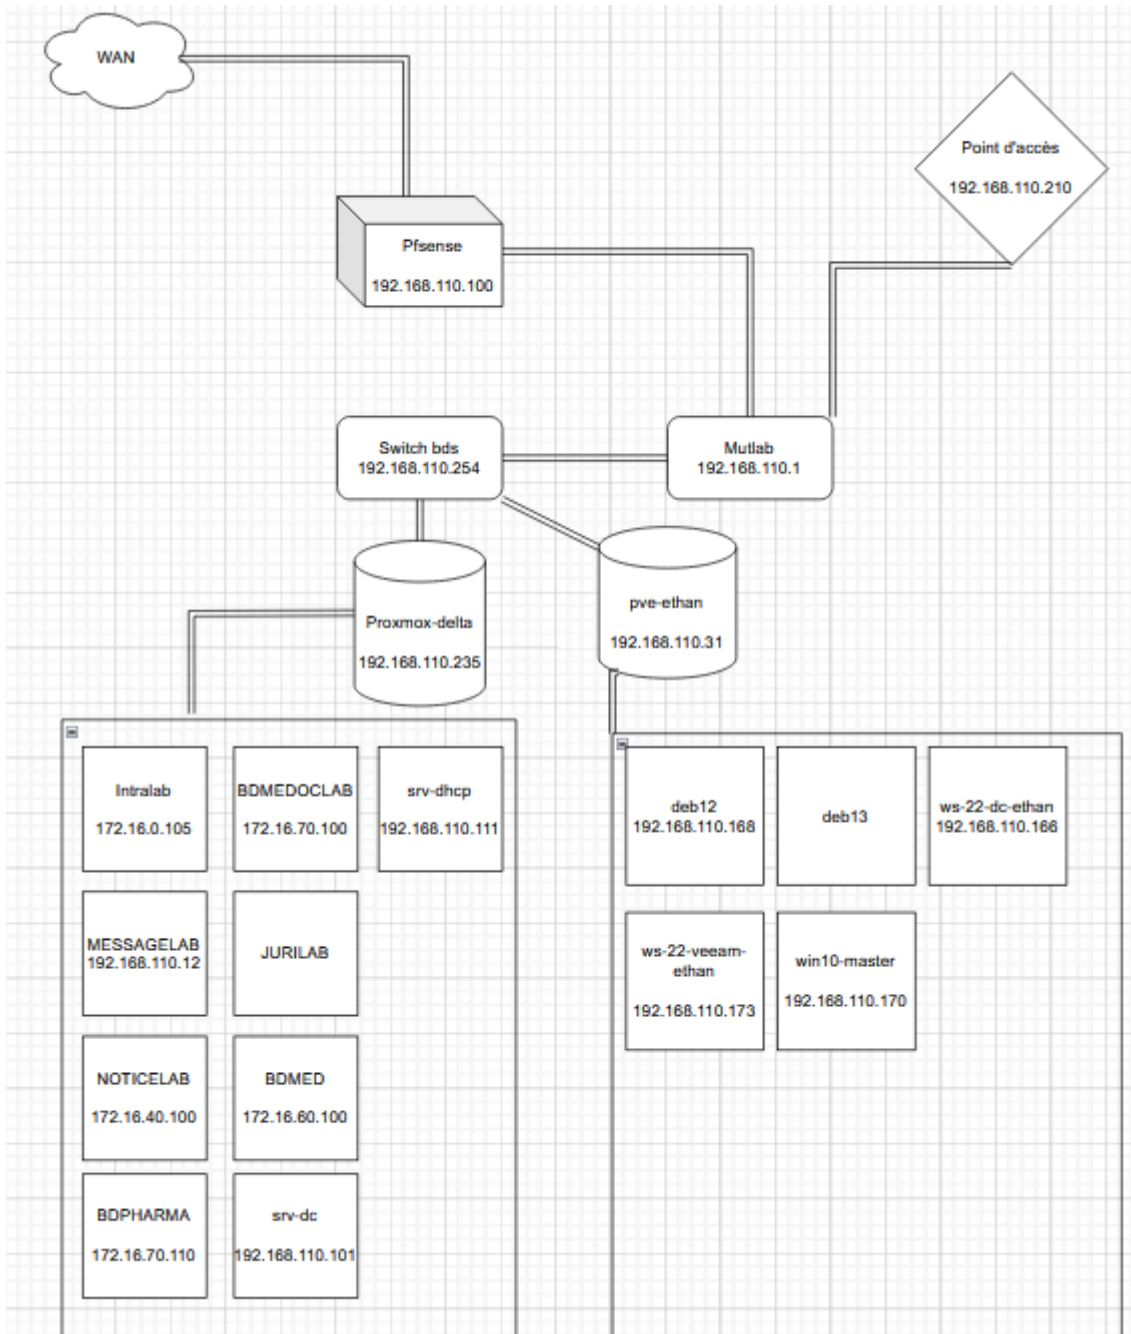 WAN
Point d'accès
192.168.110.210
Pfsense
192.168.110.100
Switch bds
192.168.110.254
Mutlab
192.168.110.1
Proxmox-delta
192.168.110.235
pve-ethan
192.168.110.31
Intralab
172.16.0.105
BDMEDOCLAB
172.16.70.100
srv-dhcp
192.168.110.111
MESSAGELAB
192.168.110.12
JURILAB
NOTICELAB
172.16.40.100
BDMED
172.16.60.100
BDPHARMA
172.16.70.110
srv-dc
192.168.110.101
deb12
192.168.110.168
deb13
ws-22-dc-ethan
192.168.110.166
ws-22-veeam-
ethan
192.168.110.173
win10-master
192.168.110.170